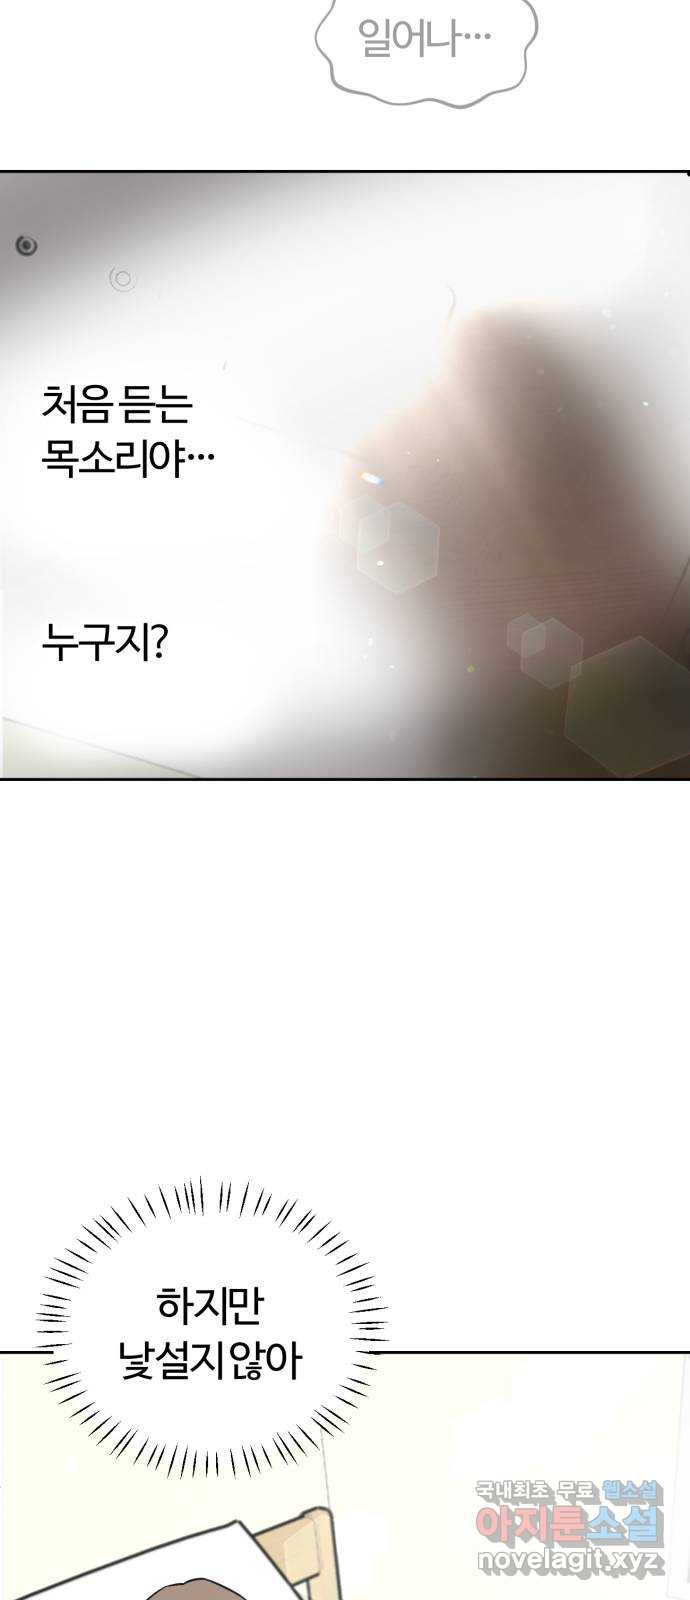 일어나…
처음 듣는
목소리야…
누구지?
하지만
낯설지 않아
국내최초 무료 웹소설
아지툰소설
novelagit.xyz